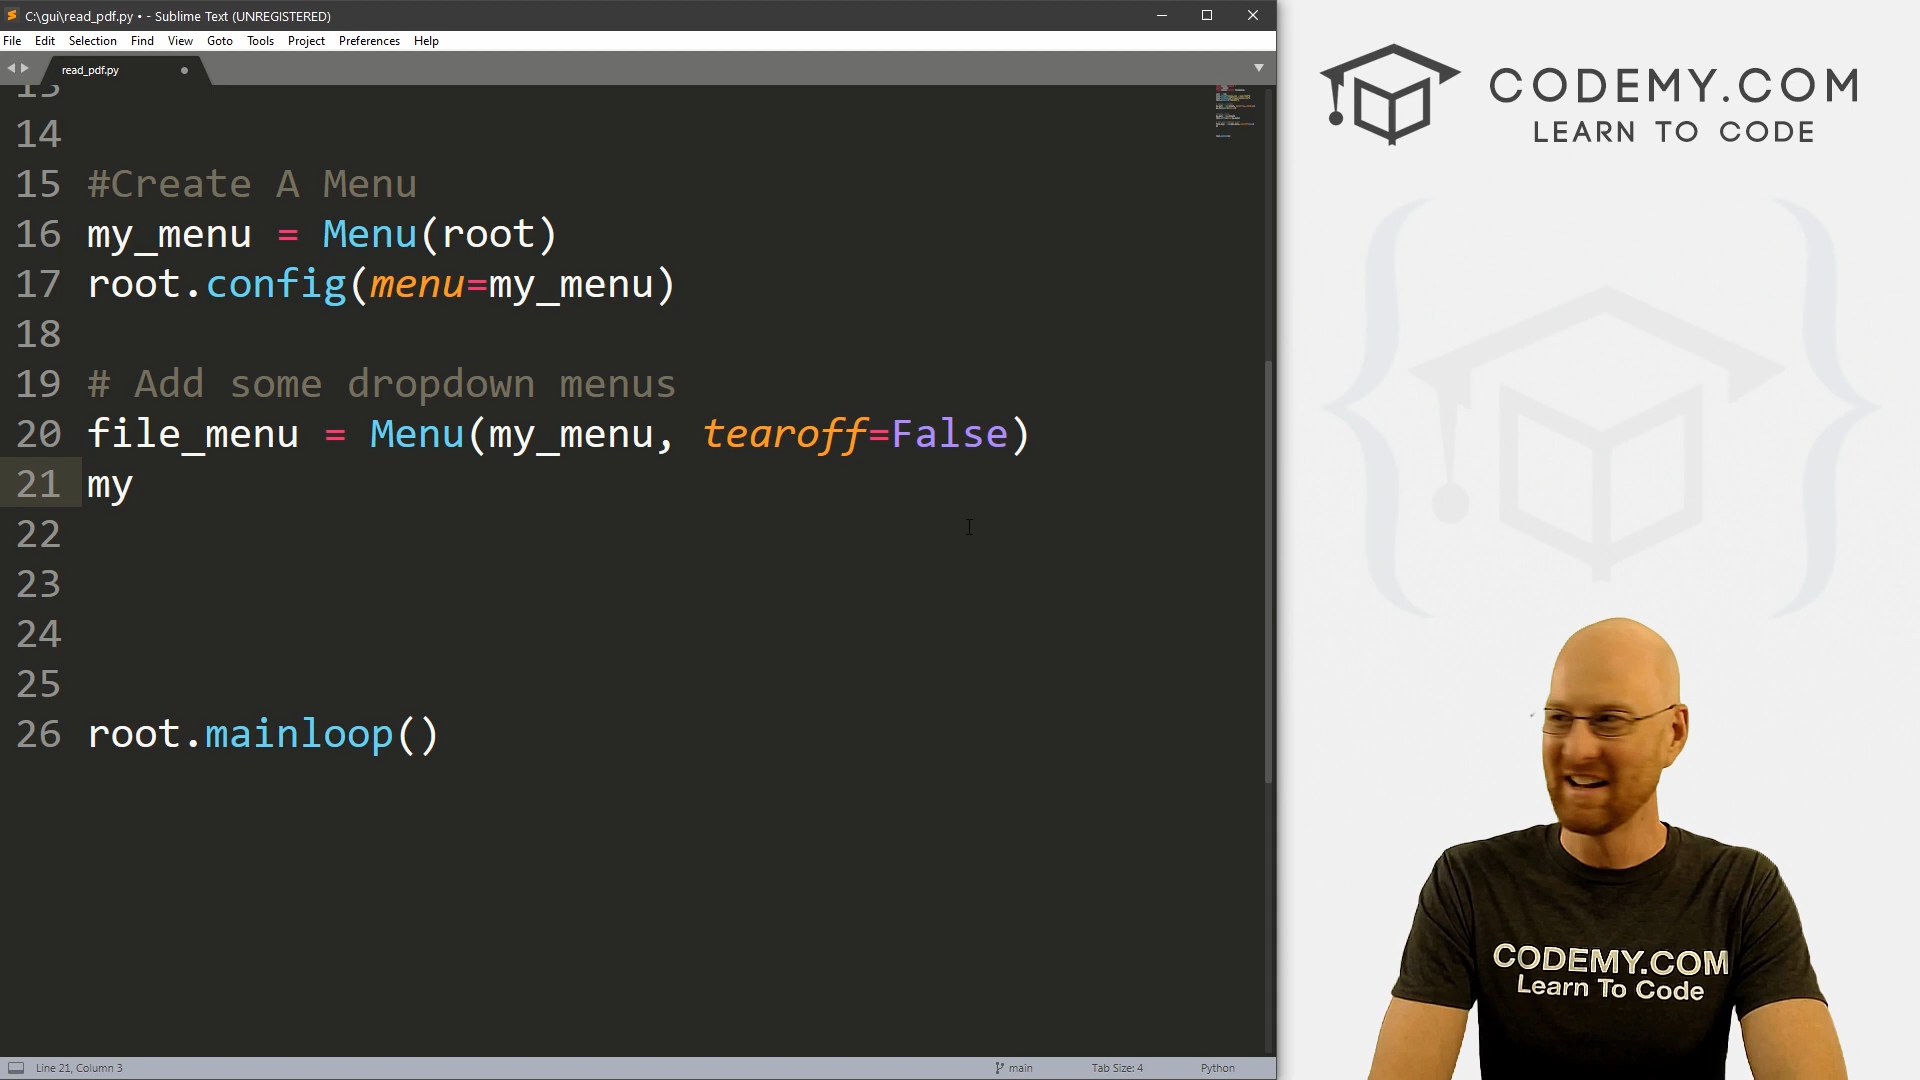 C:\gui\read_pdf.py • - Sublime Text (UNREGISTERED)
File Edit Selection Find View Goto Tools Project Preferences Help
read_pdf.py
13
14
15 #Create A Menu
16 my_menu = Menu(root)
17 root.config(menu=my_menu)
18
19 # Add some dropdown menus
20 file_menu = Menu(my_menu, tearoff=False)
21 my
22
23
24
25
26 root.mainloop()
Line 21, Column 3
main
Tab Size: 4
Python
CODEMY.COM
LEARN TO CODE
CODEMY.COM
Learn To Code